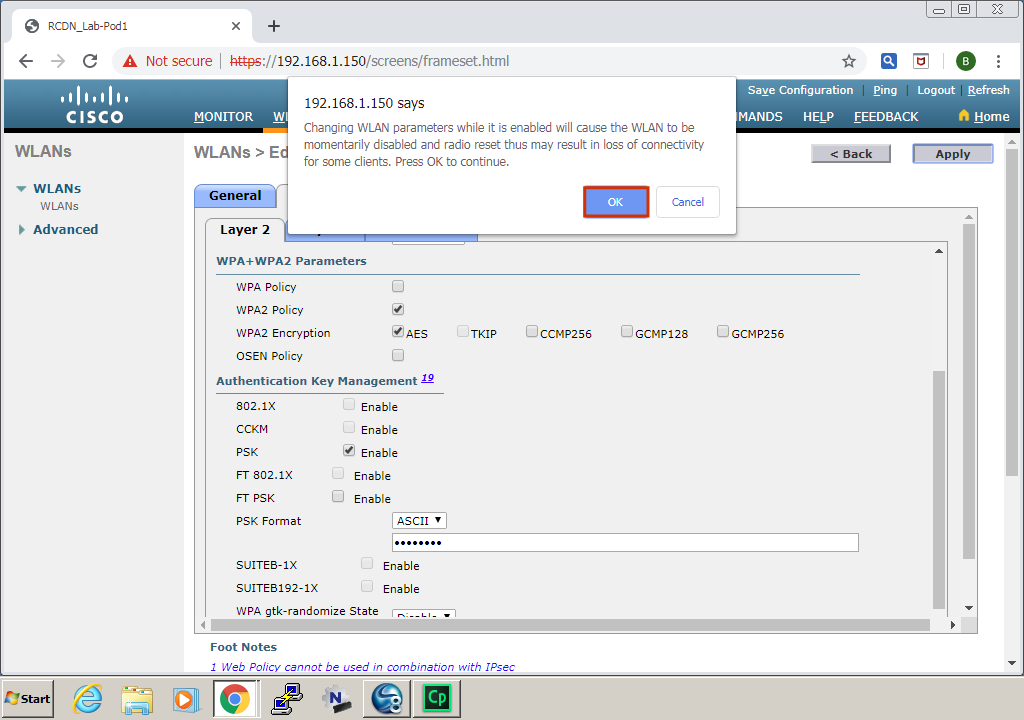 RCDN_Lab-Pod1
Not secure https://192.168.1.150/screens/frameset.html
B
Save Configuration Ping Logout Refresh
CISCO
MONITOR HELP FEEDBACK Home
192.168.1.150 says
Changing WLAN parameters while it is enabled will cause the WLAN to be
momentarily disabled and radio reset thus may result in loss of connectivity
for some clients. Press OK to continue.
OK Cancel
WLANs
WLANs
WLANs
Advanced
WLANs > Ed
< Back Apply
General
Layer 2
WPA+WPA2 Parameters
WPA Policy
WPA2 Policy
WPA2 Encryption AES TKIP CCMP256 GCMP128 GCMP256
OSEN Policy
Authentication Key Management 19
802.1X Enable
CCKM Enable
PSK Enable
FT 802.1X Enable
FT PSK Enable
PSK Format ASCII
••••••••
SUITEB-1X Enable
SUITEB192-1X Enable
WPA gtk-randomize State Disable
Foot Notes
1 Web Policy cannot be used in combination with IPsec
Start
N
Cp